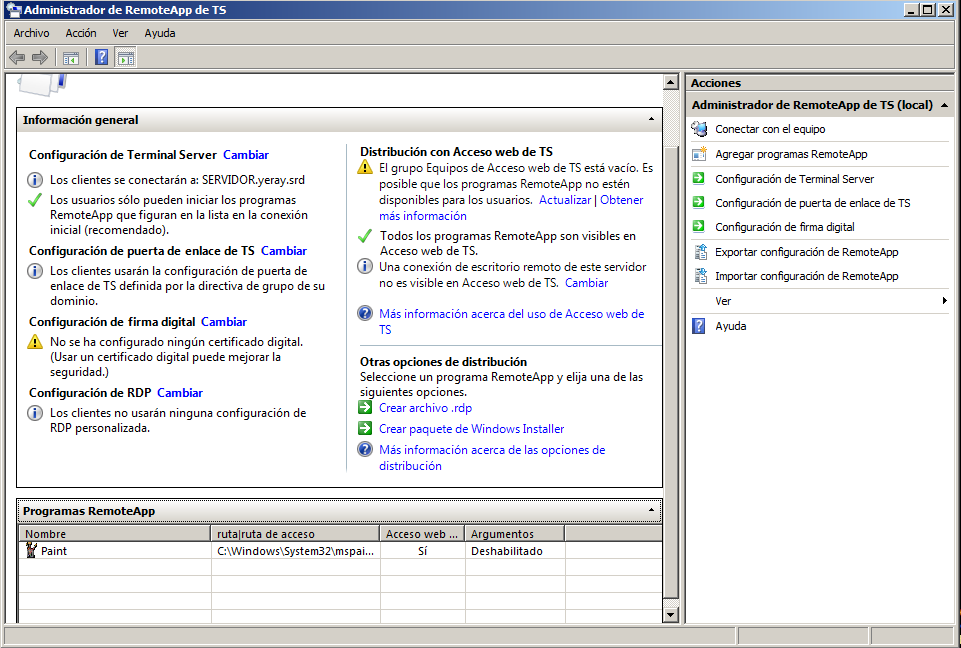 Administrador de RemoteApp de TS
Archivo Acción Ver Ayuda
Información general
Configuración de Terminal Server Cambiar
Los clientes se conectarán a: SERVIDOR.yeray.srd
Los usuarios sólo pueden iniciar los programas
RemoteApp que figuran en la lista en la conexión
inicial (recomendado).
Configuración de puerta de enlace de TS Cambiar
Los clientes usarán la configuración de puerta de
enlace de TS definida por la directiva de grupo de su
dominio.
Configuración de firma digital Cambiar
No se ha configurado ningún certificado digital.
(Usar un certificado digital puede mejorar la
seguridad.)
Configuración de RDP Cambiar
Los clientes no usarán ninguna configuración de
RDP personalizada.
Distribución con Acceso web de TS
El grupo Equipos de Acceso web de TS está vacío. Es
posible que los programas RemoteApp no estén
disponibles para los usuarios. Actualizar | Obtener
más información
Todos los programas RemoteApp son visibles en
Acceso web de TS.
Una conexión de escritorio remoto de este servidor
no es visible en Acceso web de TS. Cambiar
Más información acerca del uso de Acceso web de
TS
Otras opciones de distribución
Seleccione un programa RemoteApp y elija una de las
siguientes opciones.
Crear archivo .rdp
Crear paquete de Windows Installer
Más información acerca de las opciones de
distribución
Programas RemoteApp
Nombre ruta|ruta de acceso Acceso web ... Argumentos
Paint C:\Windows\System32\mspai... Sí Deshabilitado
Acciones
Administrador de RemoteApp de TS (local)
Conectar con el equipo
Agregar programas RemoteApp
Configuración de Terminal Server
Configuración de puerta de enlace de TS
Configuración de firma digital
Exportar configuración de RemoteApp
Importar configuración de RemoteApp
Ver
Ayuda